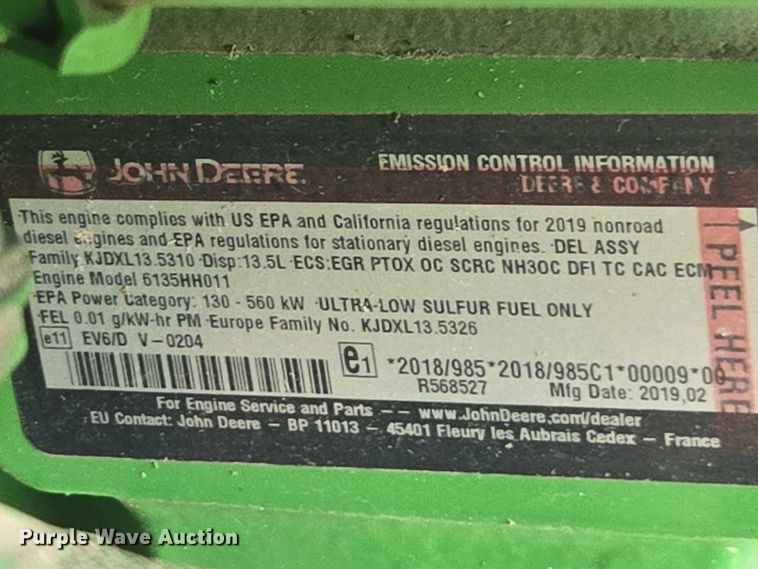 JOHN DEERE
EMISSION CONTROL INFORMATION
DEERE & COMPANY
This engine complies with US EPA and California regulations for 2019 nonroad
diesel engines and EPA regulations for stationary diesel engines. ·DEL ASSY
Family KJDXL13.5310 ·Disp:13.5L ·ECS:EGR PTOX OC SCRC NH3OC DFI TC CAC ECM
Engine Model 6135HH011
·EPA Power Category: 130 - 560 kW ·ULTRA-LOW SULFUR FUEL ONLY
·FEL 0.01 g/kW-hr PM ·Europe Family No. KJDXL13.5326
e11 EV6/D V-0204
e1 *2018/985*2018/985C1*00009*00
R568527 Mfg Date: 2019,02
For Engine Service and Parts -- www.JohnDeere.com/dealer
EU Contact: John Deere - BP 11013 - 45401 Fleury les Aubrais Cedex - France
PEEL HERE
Purple Wave Auction